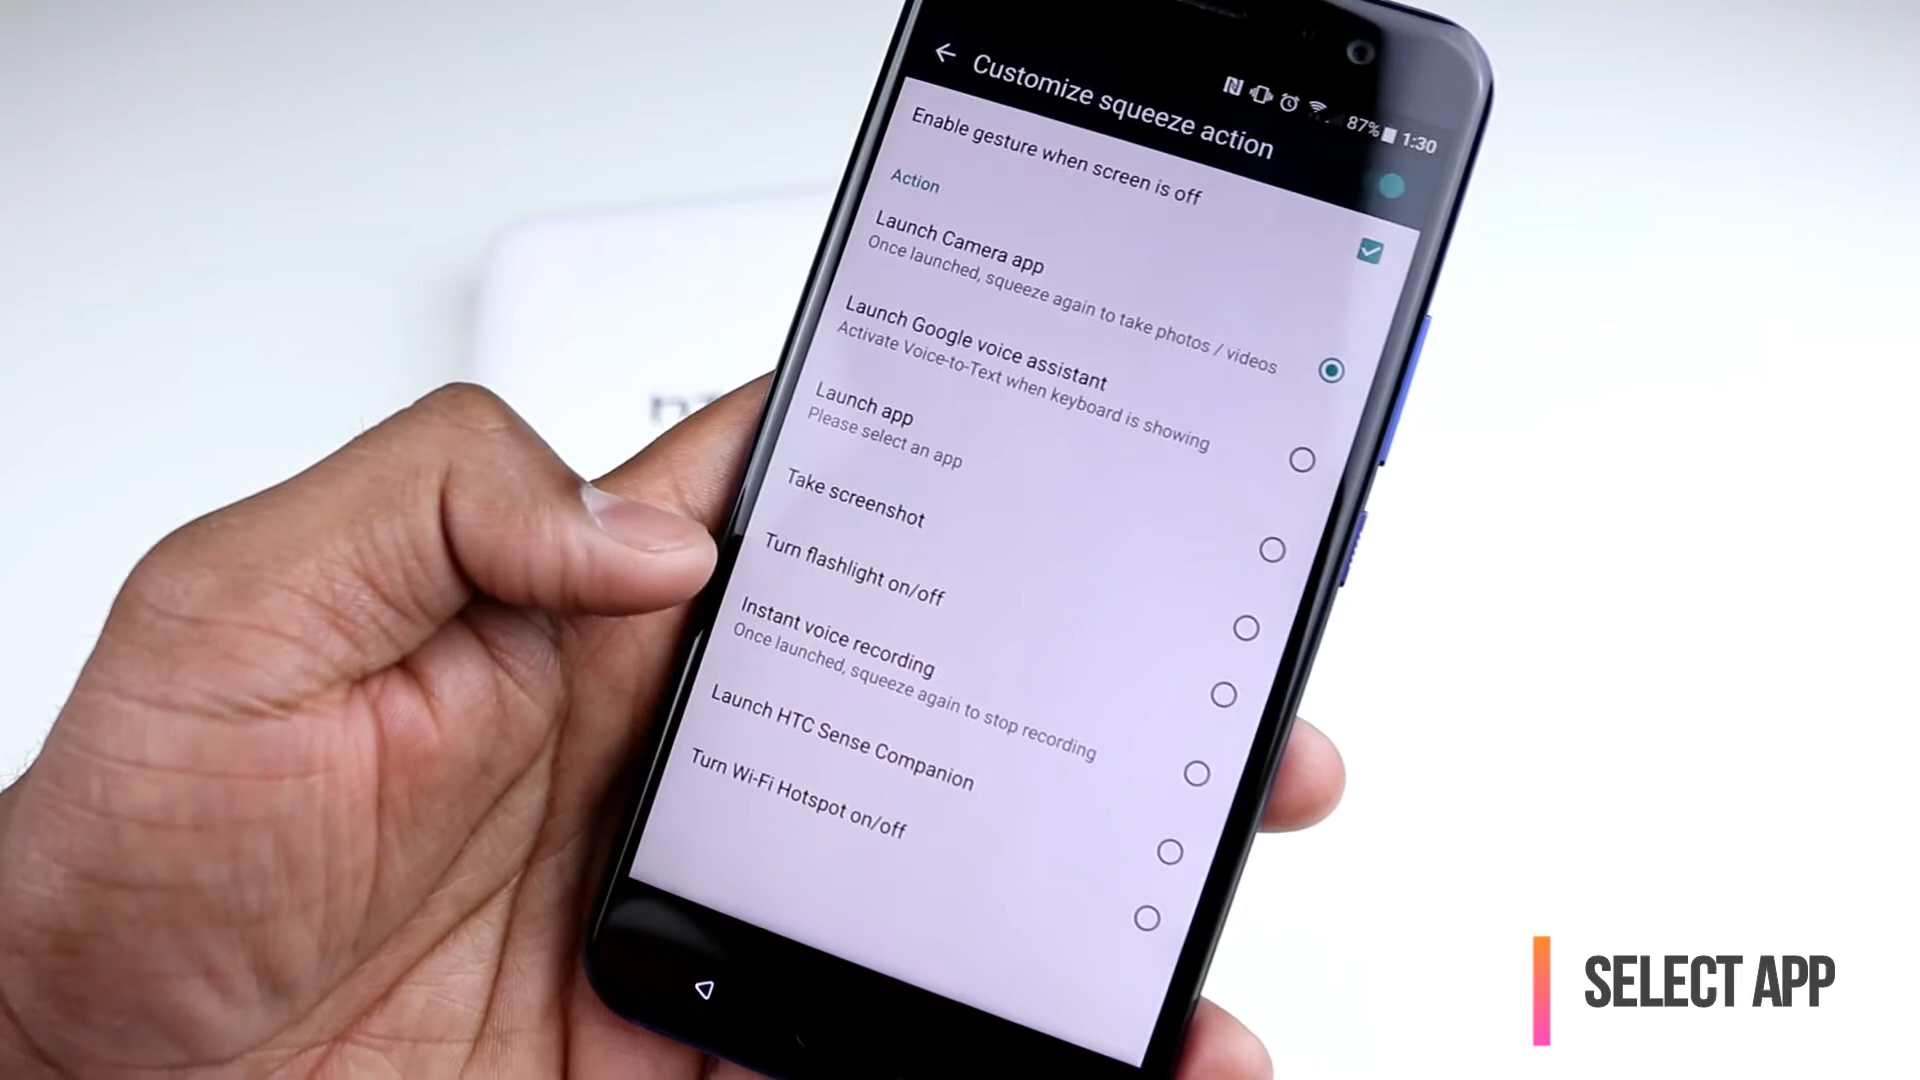 Customize squeeze action
87% 1:30
Enable gesture when screen is off
Action
Launch Camera app
Once launched, squeeze again to take photos / videos
Launch Google voice assistant
Activate Voice-to-Text when keyboard is showing
Launch app
Please select an app
Take screenshot
Turn flashlight on/off
Instant voice recording
Once launched, squeeze again to stop recording
Launch HTC Sense Companion
Turn Wi-Fi Hotspot on/off
SELECT APP